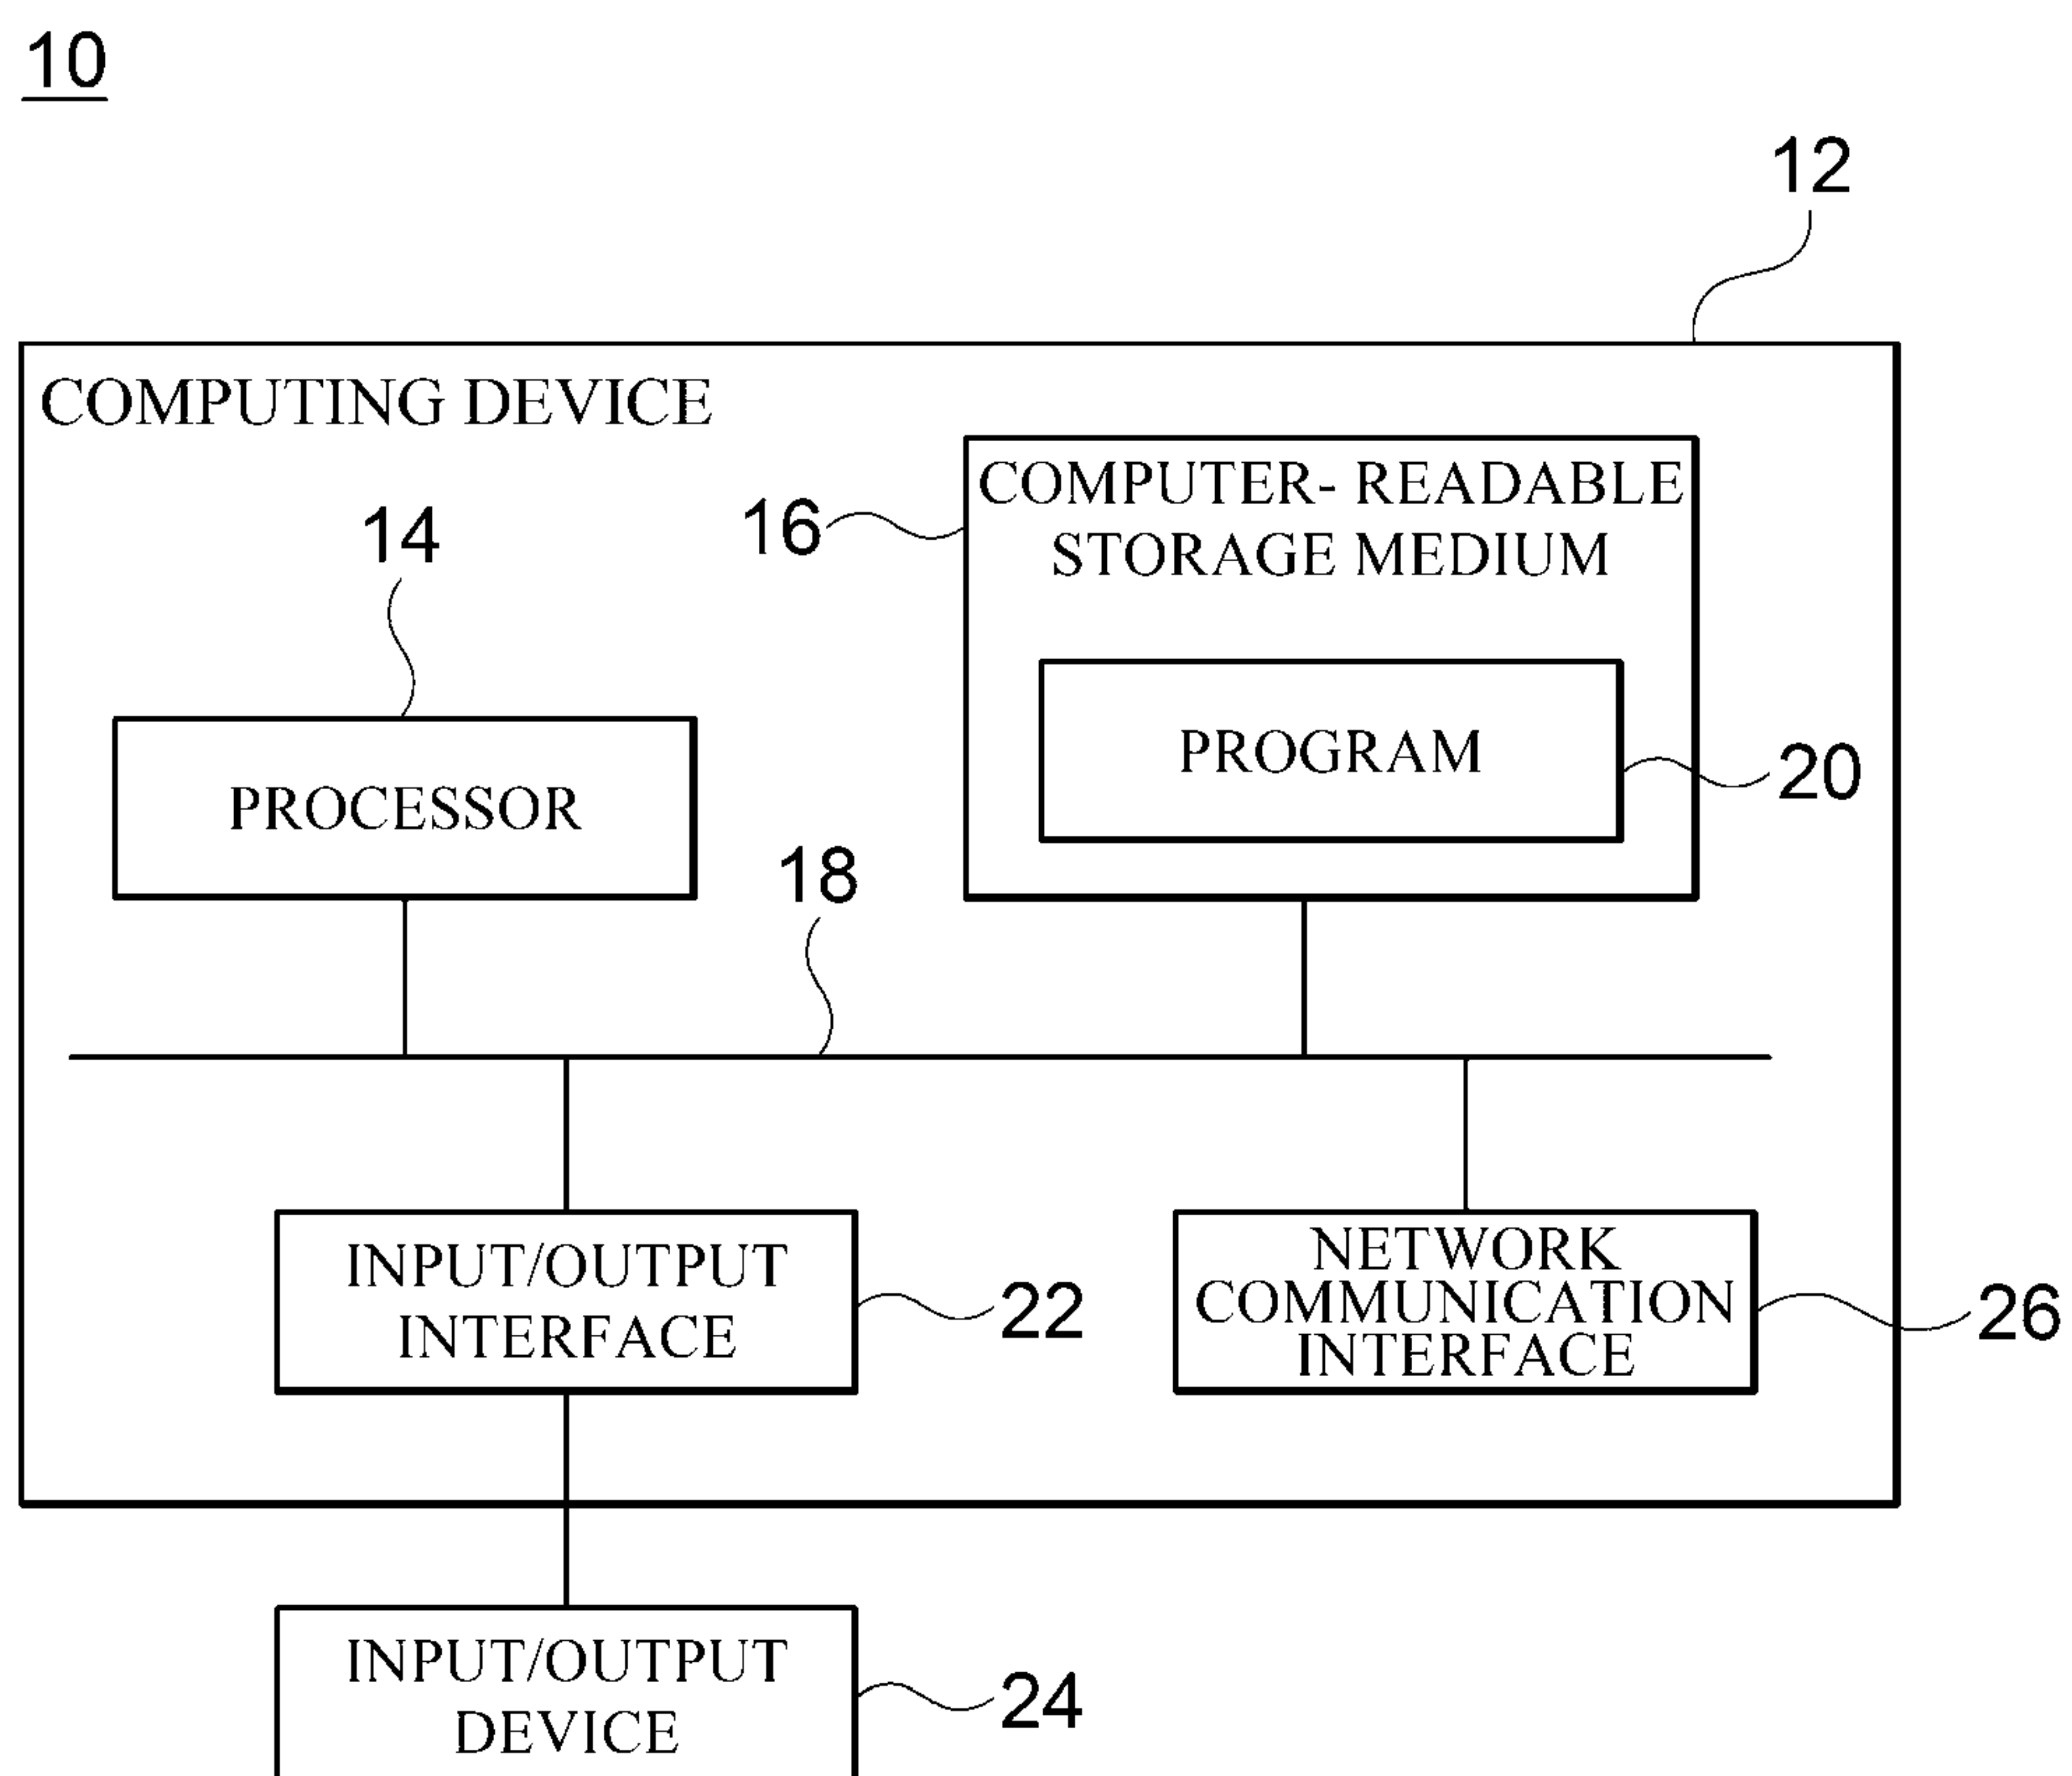 10
12
COMPUTING DEVICE
COMPUTER- READABLE
STORAGE MEDIUM
16
14
PROGRAM
20
PROCESSOR
18
INPUT/OUTPUT
INTERFACE
22
NETWORK
COMMUNICATION
INTERFACE
26
INPUT/OUTPUT
DEVICE
24